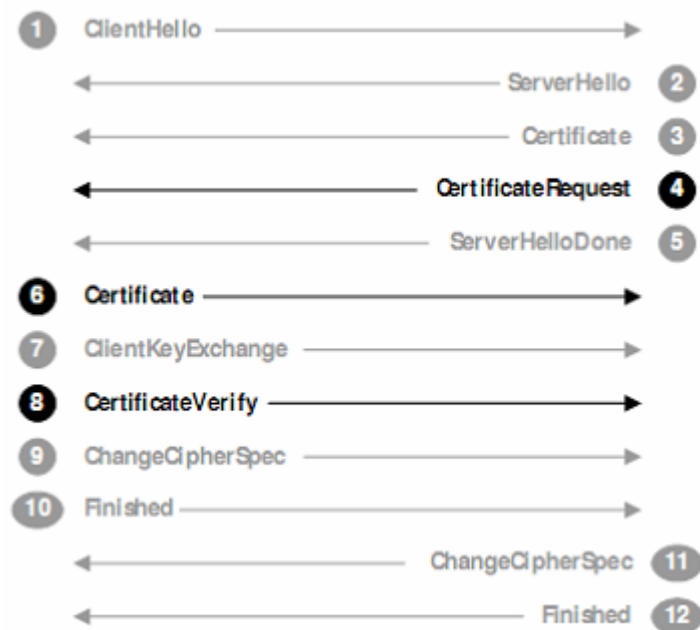 1 ClientHello
ServerHello 2
Certificate 3
CertificateRequest 4
ServerHelloDone 5
6 Certificate
7 ClientKeyExchange
8 CertificateVerify
9 ChangeCipherSpec
10 Finished
ChangeCipherSpec 11
Finished 12